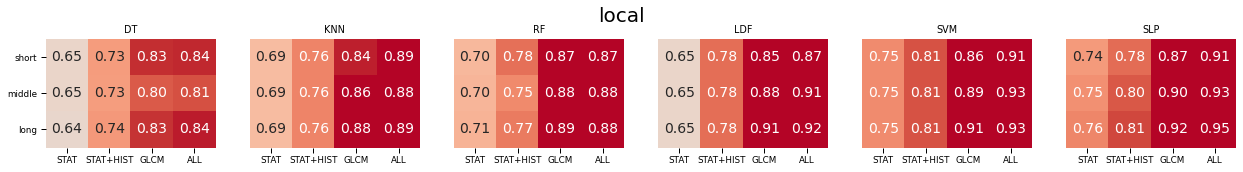 local
DT KNN RF LDF SVM SLP
short 0.65 0.73 0.83 0.84 0.69 0.76 0.84 0.89 0.70 0.78 0.87 0.87 0.65 0.78 0.85 0.87 0.75 0.81 0.86 0.91 0.74 0.78 0.87 0.91
middle 0.65 0.73 0.80 0.81 0.69 0.76 0.86 0.88 0.70 0.75 0.88 0.88 0.65 0.78 0.88 0.91 0.75 0.81 0.89 0.93 0.75 0.80 0.90 0.93
long 0.64 0.74 0.83 0.84 0.69 0.76 0.88 0.89 0.71 0.77 0.89 0.88 0.65 0.78 0.91 0.92 0.75 0.81 0.91 0.93 0.76 0.81 0.92 0.95
STAT STAT+HIST GLCM ALL STAT STAT+HIST GLCM ALL STAT STAT+HIST GLCM ALL STAT STAT+HIST GLCM ALL STAT STAT+HIST GLCM ALL STAT STAT+HIST GLCM ALL